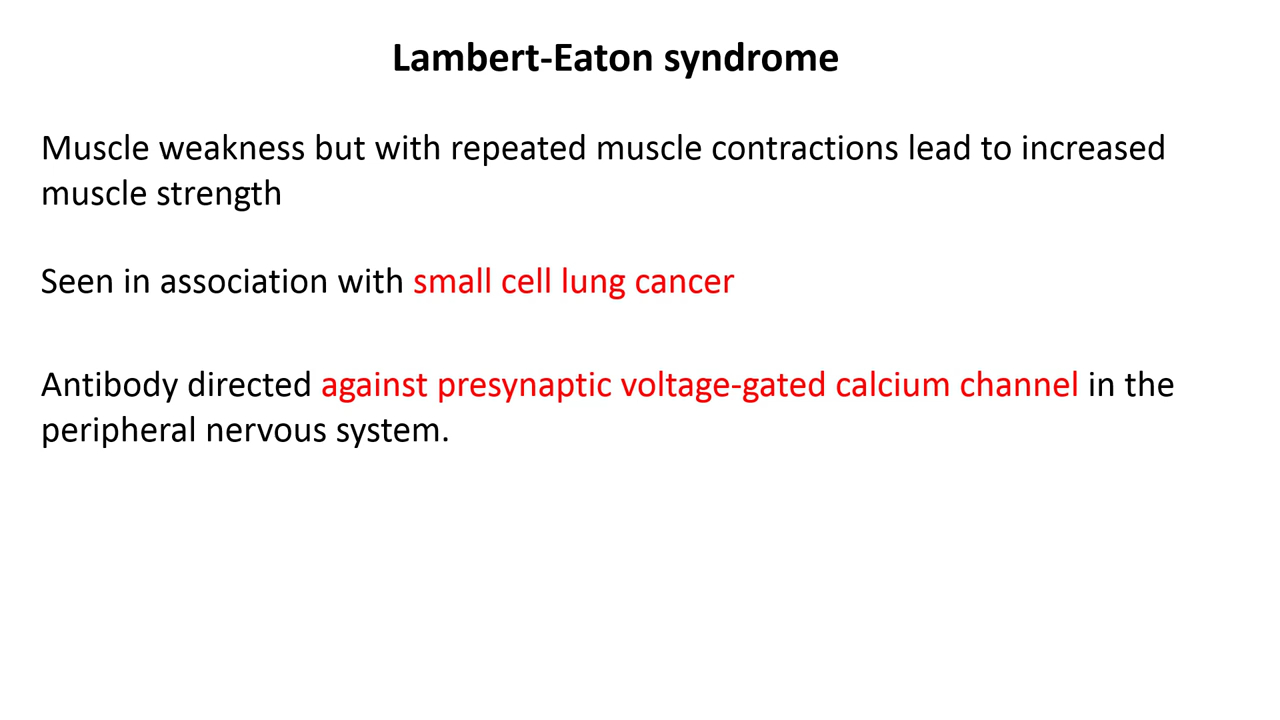 Lambert-Eaton syndrome
Muscle weakness but with repeated muscle contractions lead to increased
muscle strength
Seen in association with small cell lung cancer
Antibody directed against presynaptic voltage-gated calcium channel in the
peripheral nervous system.